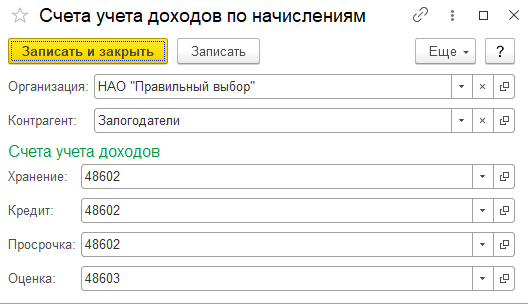 Счета учета доходов по начислениям
Записать и закрыть Записать Еще ?
Организация: НАО "Правильный выбор"
Контрагент: Залогодатели
Счета учета доходов
Хранение: 48602
Кредит: 48602
Просрочка: 48602
Оценка: 48603